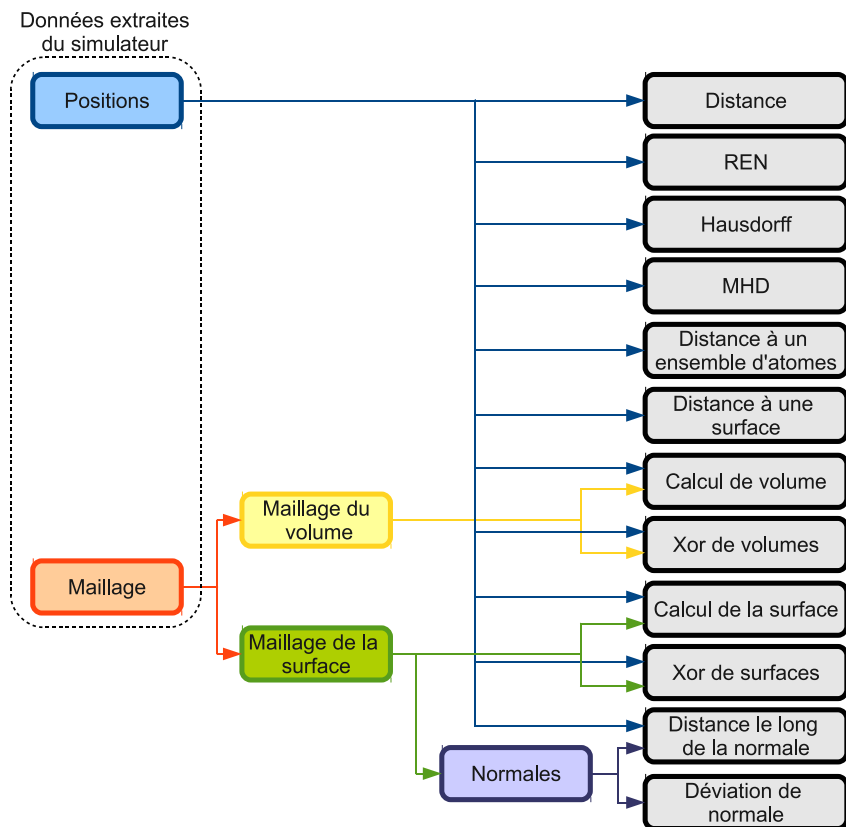 Données extraites
du simulateur
Positions
Distance
REN
Hausdorff
MHD
Distance à un
ensemble d'atomes
Distance à une
surface
Maillage du
volume
Calcul de volume
Xor de volumes
Maillage
Maillage de la
surface
Calcul de la surface
Xor de surfaces
Distance le long
de la normale
Normales
Déviation de
normale